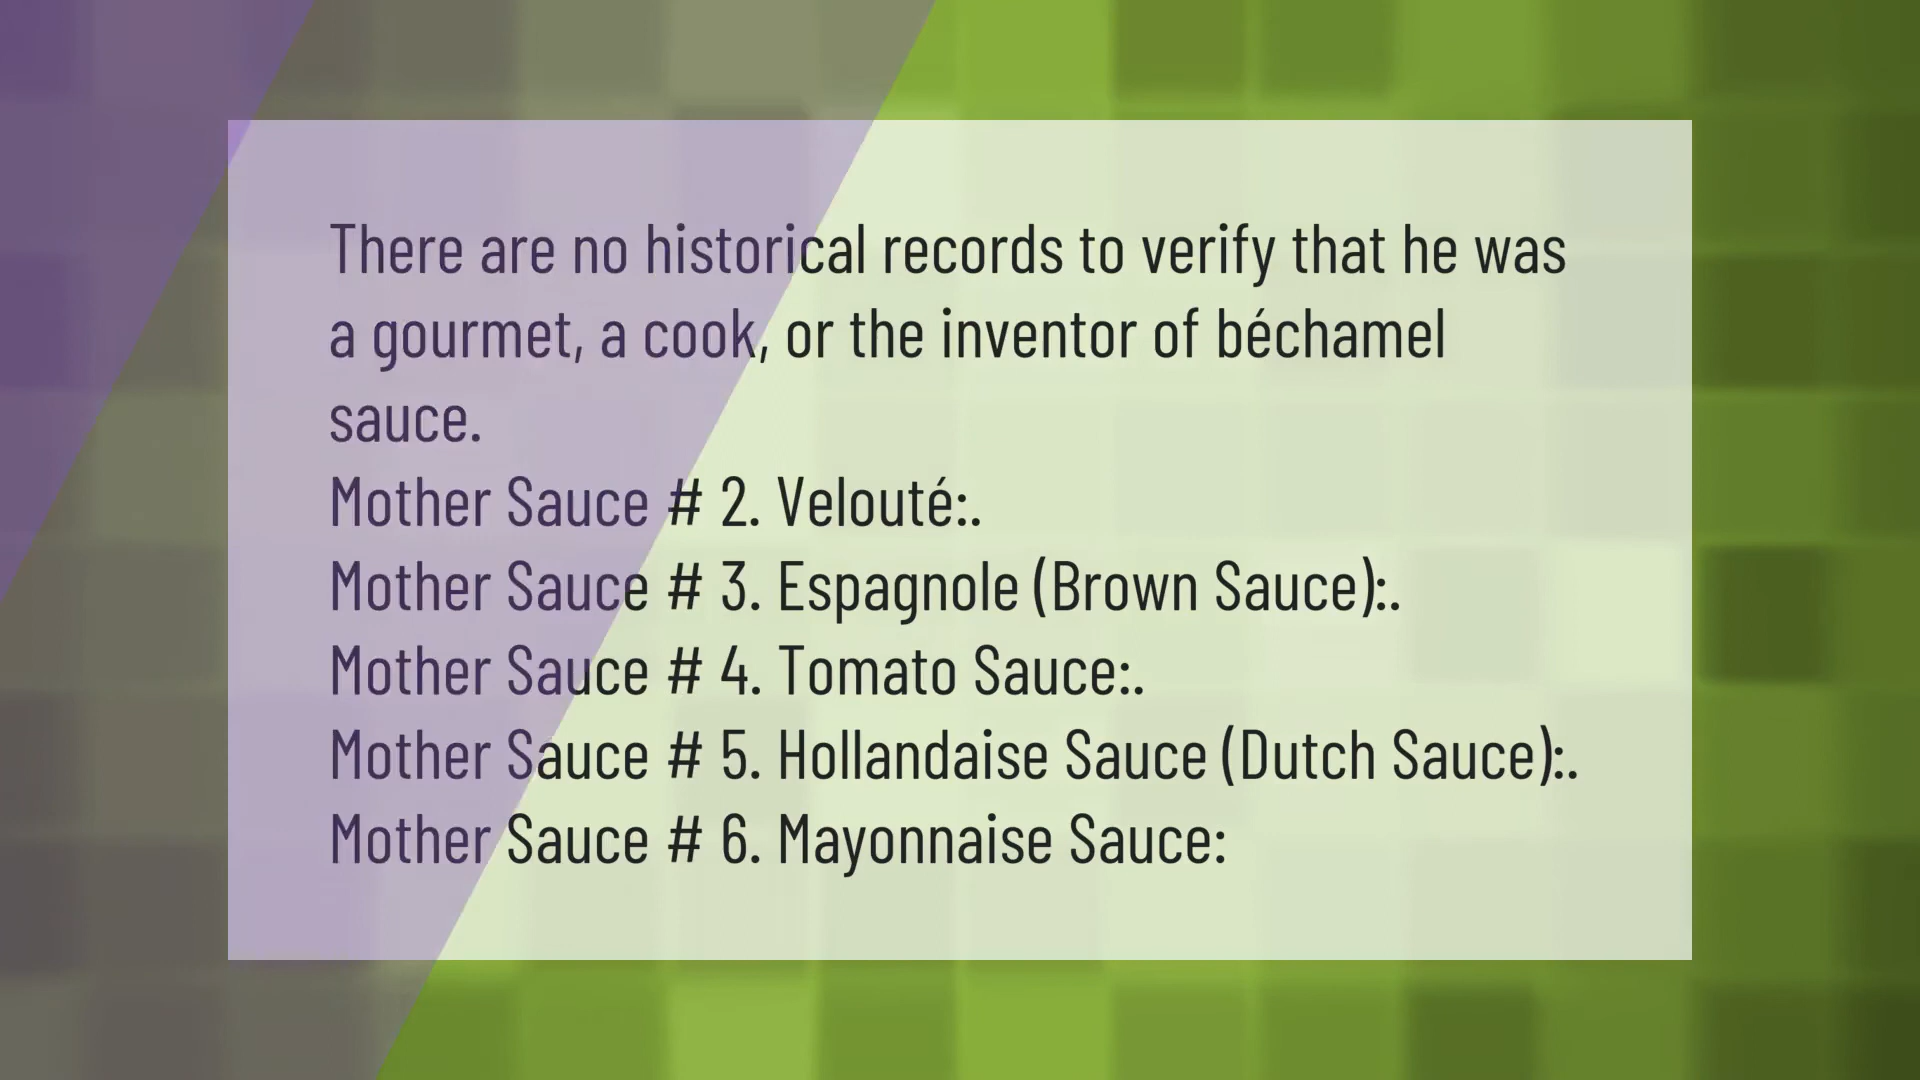 There are no historical records to verify that he was
a gourmet, a cook, or the inventor of béchamel
sauce.
Mother Sauce # 2. Velouté:.
Mother Sauce # 3. Espagnole (Brown Sauce):.
Mother Sauce # 4. Tomato Sauce:.
Mother Sauce # 5. Hollandaise Sauce (Dutch Sauce):.
Mother Sauce # 6. Mayonnaise Sauce: